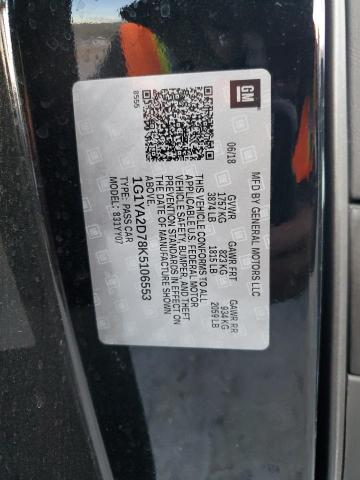 GM
MFD BY GENERAL MOTORS LLC
06/18 GVWR GAWR FRT GAWR RR
1757 KG 823 KG 934 KG
3874 LB 1815 LB 2059 LB
THIS VEHICLE CONFORMS TO ALL
APPLICABLE U.S. FEDERAL MOTOR
VEHICLE SAFETY, BUMPER, AND THEFT
PREVENTION STANDARDS IN EFFECT ON
THE DATE OF MANUFACTURE SHOWN
ABOVE.
1G1YA2D78K5106553
TYPE: PASS CAR
MODEL: 831YY07
8555